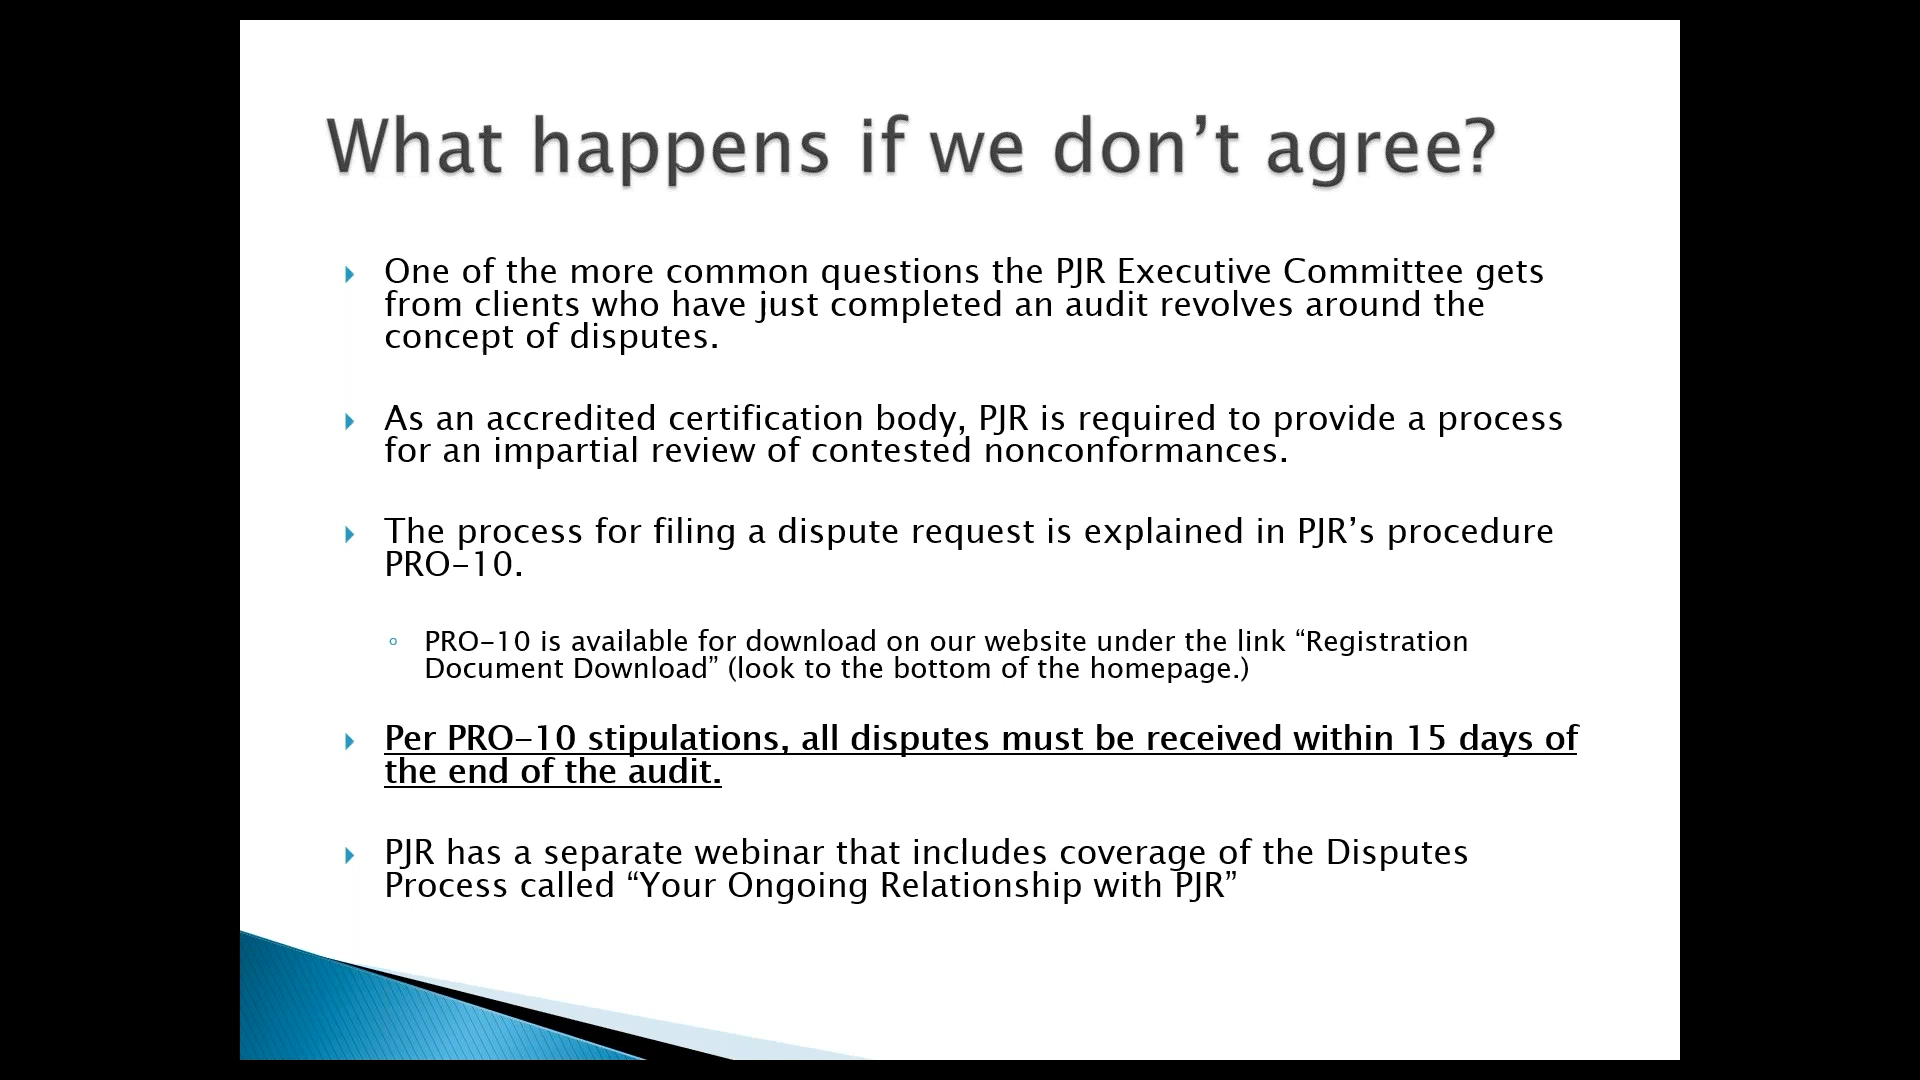 What happens if we don’t agree?
One of the more common questions the PJR Executive Committee gets
from clients who have just completed an audit revolves around the
concept of disputes.
As an accredited certification body, PJR is required to provide a process
for an impartial review of contested nonconformances.
The process for filing a dispute request is explained in PJR’s procedure
PRO-10.
PRO-10 is available for download on our website under the link “Registration
Document Download” (look to the bottom of the homepage.)
Per PRO-10 stipulations, all disputes must be received within 15 days of
the end of the audit.
PJR has a separate webinar that includes coverage of the Disputes
Process called “Your Ongoing Relationship with PJR”